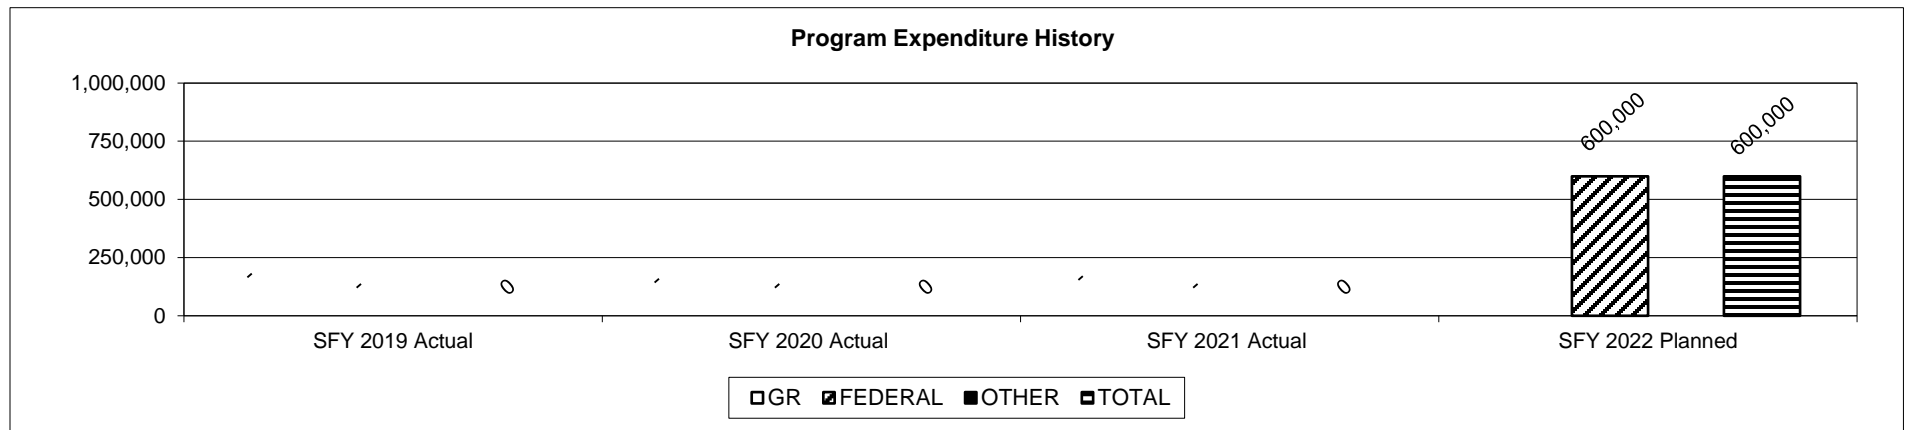 Program Expenditure History
1,000,000
750,000
500,000
250,000
0
600,000
600,000
- - 0
- - 0
- - 0
SFY 2019 Actual
SFY 2020 Actual
SFY 2021 Actual
SFY 2022 Planned
GR FEDERAL OTHER TOTAL